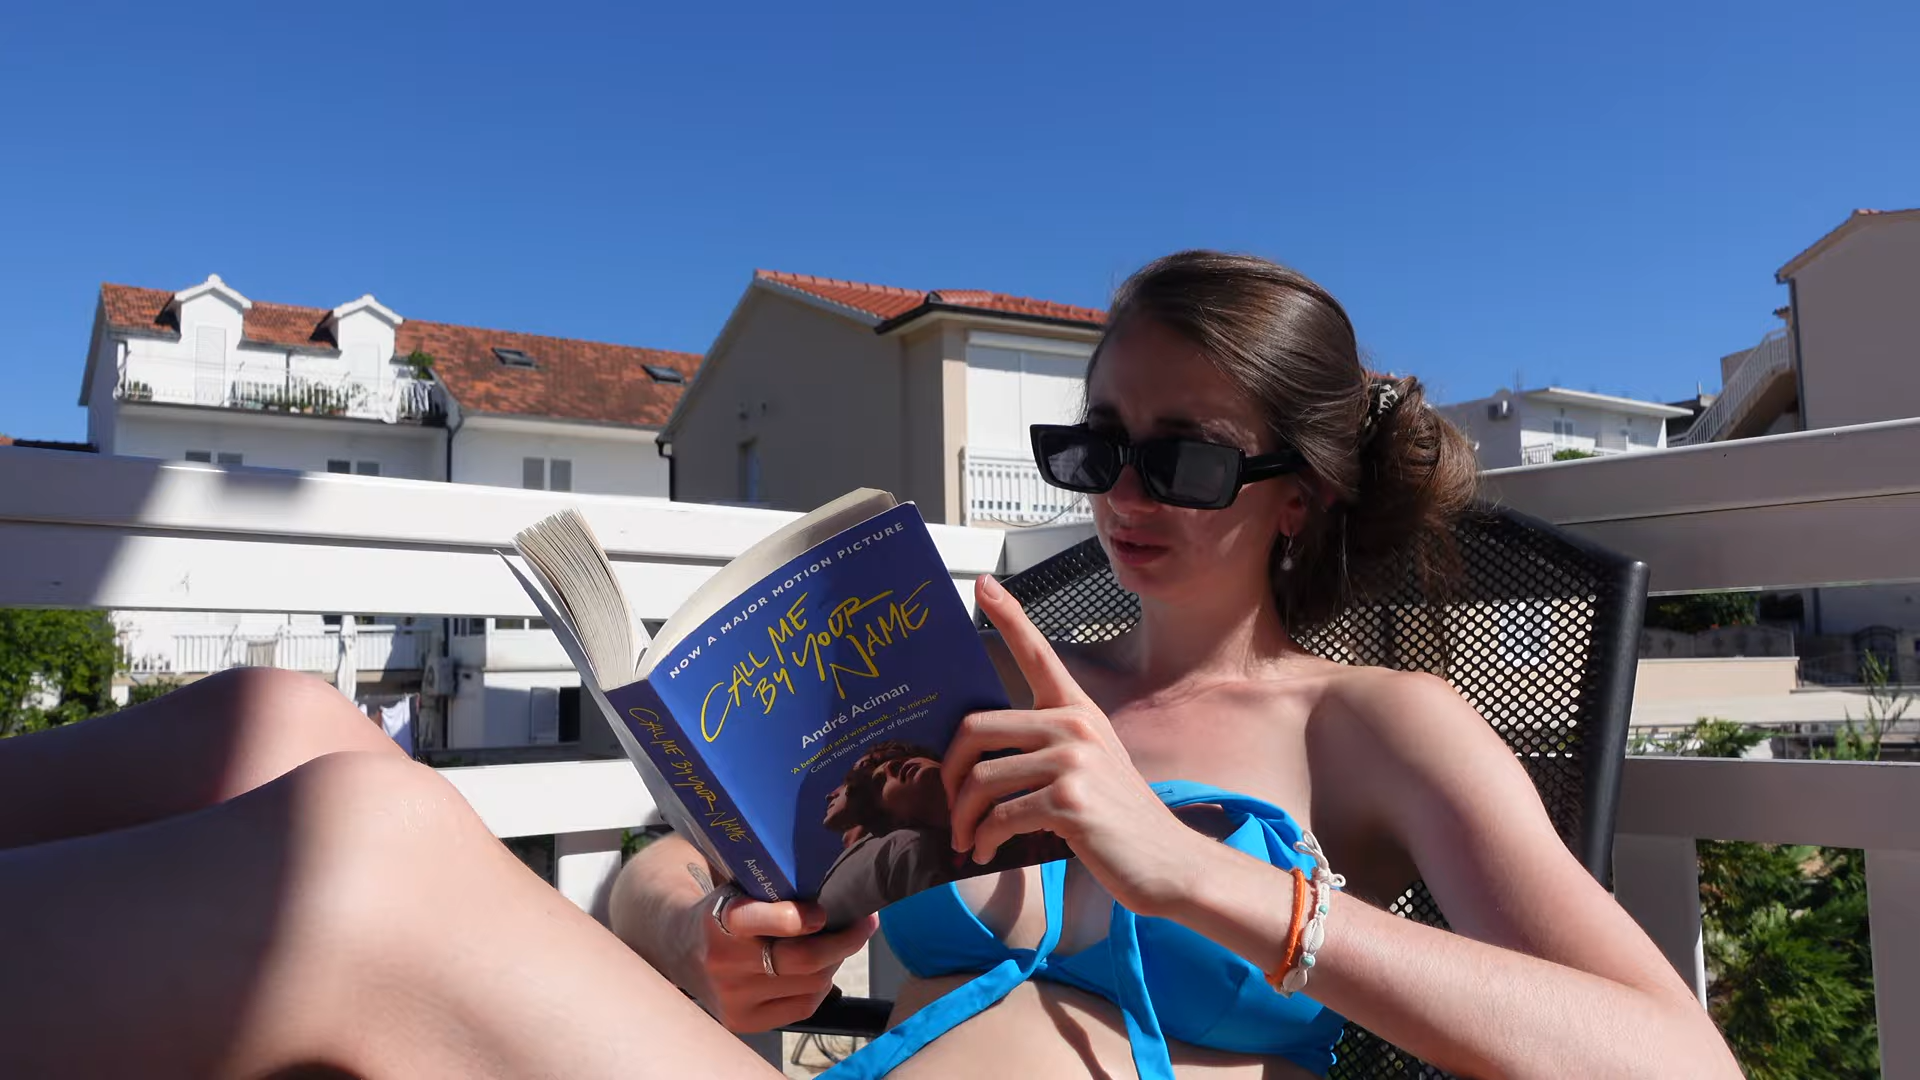 NOW A MAJOR MOTION PICTURE
CALL ME
BY YOUR
NAME
André Aciman
'A beautiful and wise book... A miracle'
Colm Tóibín, author of Brooklyn
CALL ME BY YOUR NAME
André Acim